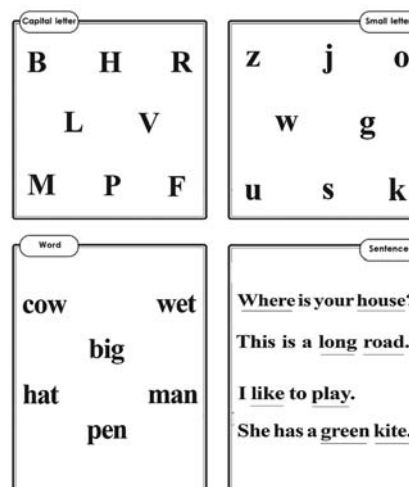 Capital letter
B H R
L V
M P F
Small letter
z j o
w g
u s k
Word
cow wet
big
hat man
pen
Sentence
Where is your house?
This is a long road.
I like to play.
She has a green kite.